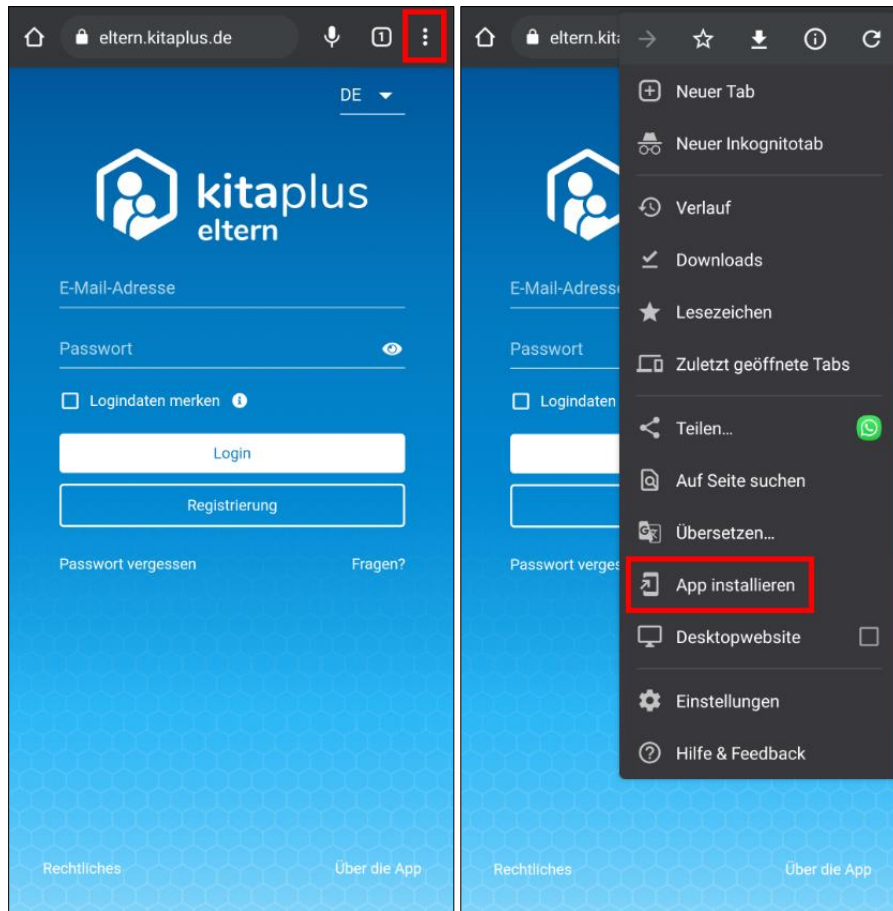 eltern.kitaplus.de
1
DE
kitaplus
eltern
E-Mail-Adresse
Passwort
Logindaten merken
Login
Registrierung
Passwort vergessen
Fragen?
Rechtliches
Über die App
eltern.kita
Neuer Tab
Neuer Inkognitotab
Verlauf
Downloads
Lesezeichen
Zuletzt geöffnete Tabs
Teilen...
Auf Seite suchen
Übersetzen...
App installieren
Desktopwebsite
Einstellungen
Hilfe & Feedback
E-Mail-Adresse
Passwort
Logindaten
Passwort verges
Rechtliches
Über die App